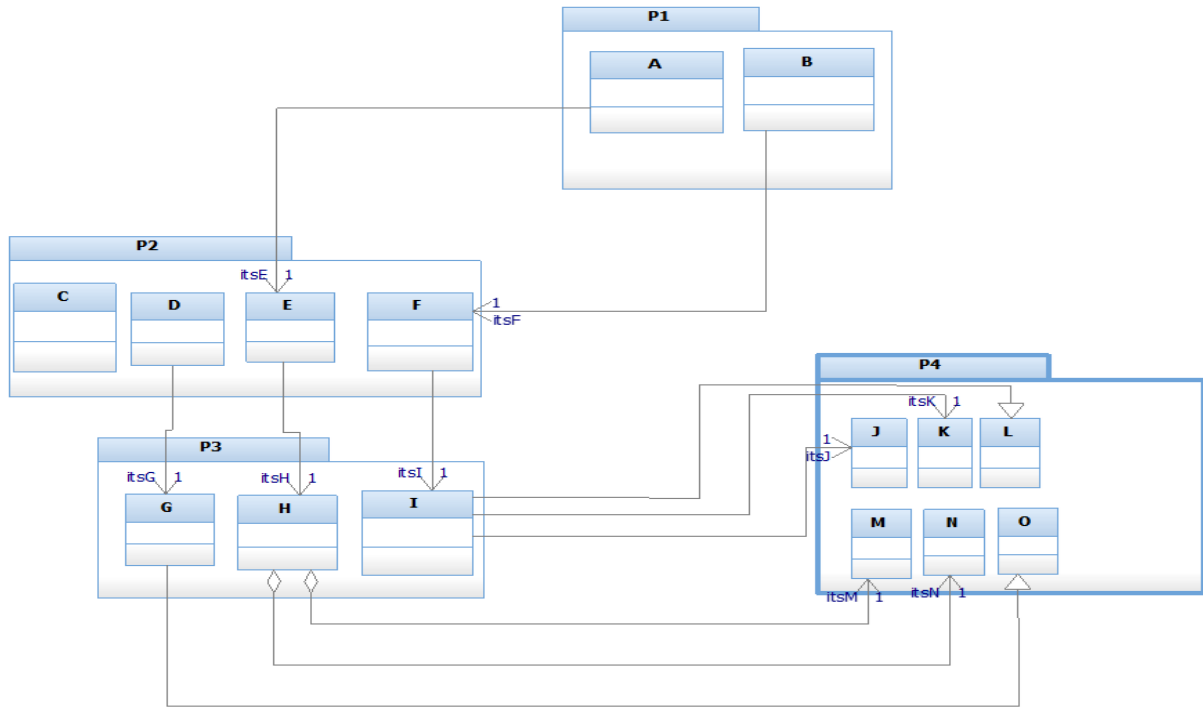 P1
A B
P2
itsE 1
C D E F
1
itsF
P4
itsK 1
J K L
1
itsJ
P3
itsG 1 itsH 1 itsI 1
G H I
M N O
itsM 1 itsN 1